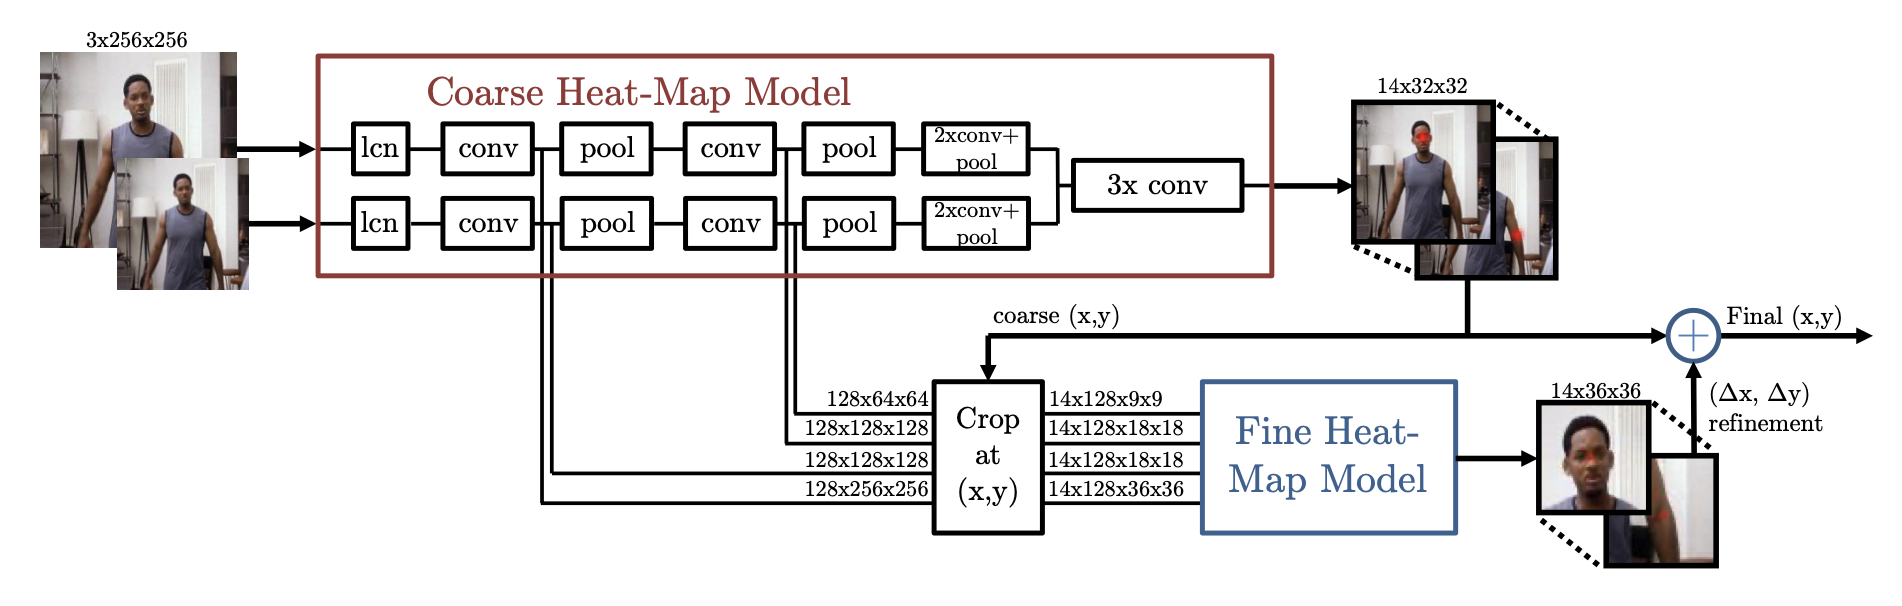 3x256x256
Coarse Heat-Map Model
lcn
conv
pool
conv
pool
2xconv+
pool
lcn
conv
pool
conv
pool
2xconv+
pool
3x conv
14x32x32
coarse (x,y)
Final (x,y)
128x64x64
128x128x128
128x128x128
128x256x256
Crop
at
(x,y)
14x128x9x9
14x128x18x18
14x128x18x18
14x128x36x36
Fine Heat-
Map Model
14x36x36
(Δx, Δy)
refinement